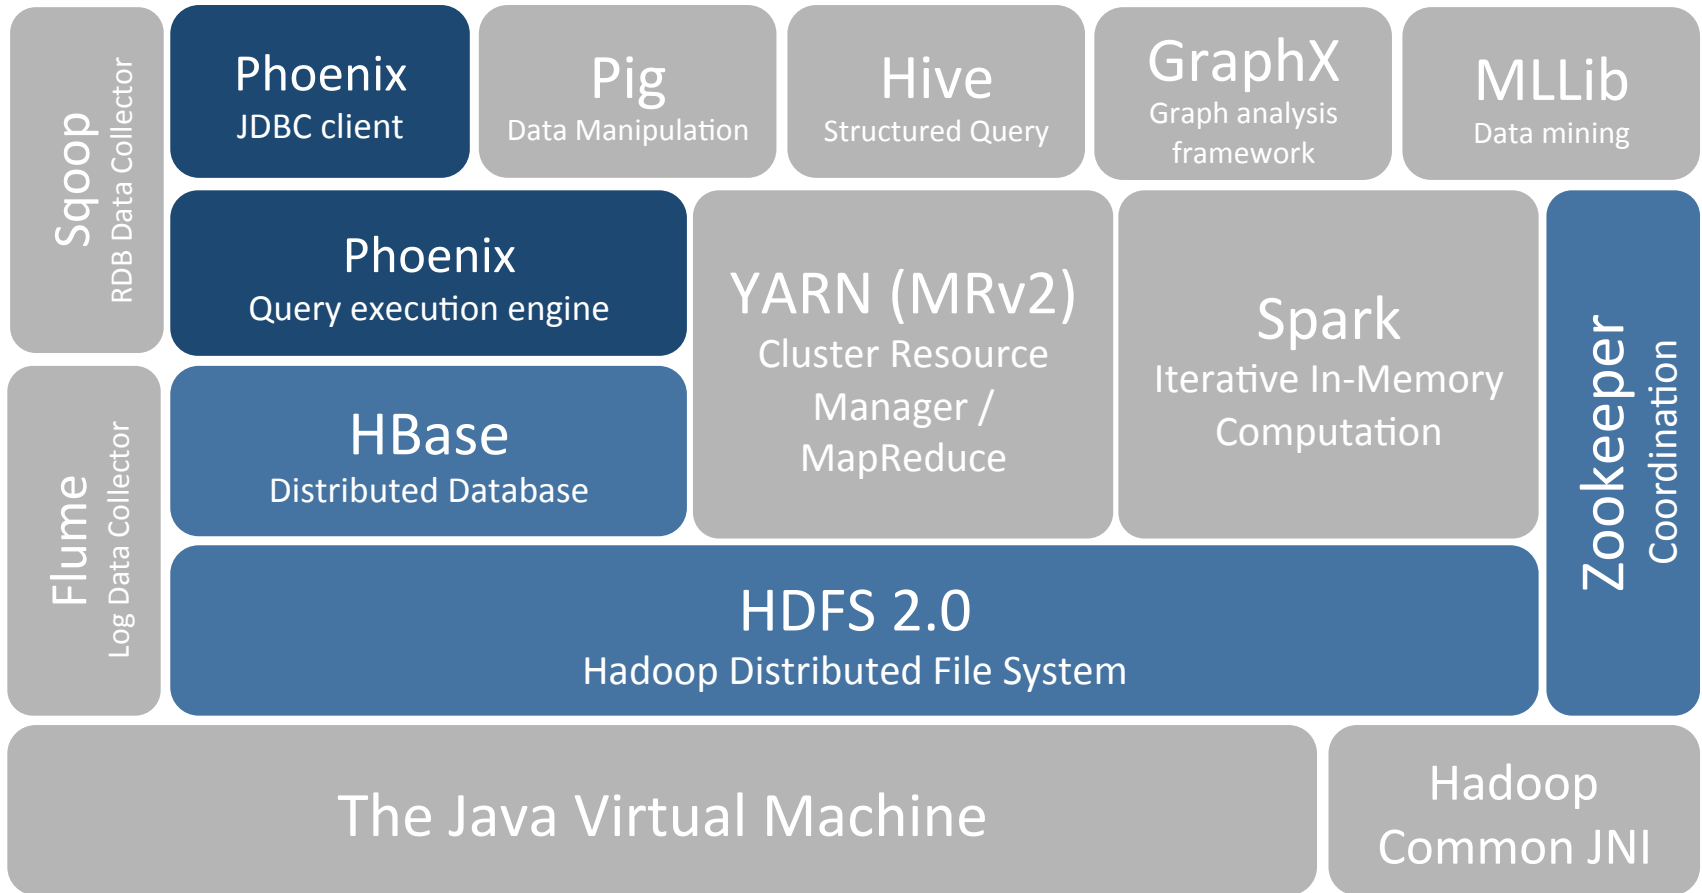 Sqoop
RDB Data Collector
Phoenix
JDBC client
Pig
Data Manipulation
Hive
Structured Query
GraphX
Graph analysis
framework
MLLib
Data mining
Phoenix
Query execution engine
YARN (MRv2)
Cluster Resource
Manager /
MapReduce
Spark
Iterative In-Memory
Computation
Zookeeper
Coordination
Flume
Log Data Collector
HBase
Distributed Database
HDFS 2.0
Hadoop Distributed File System
The Java Virtual Machine
Hadoop
Common JNI